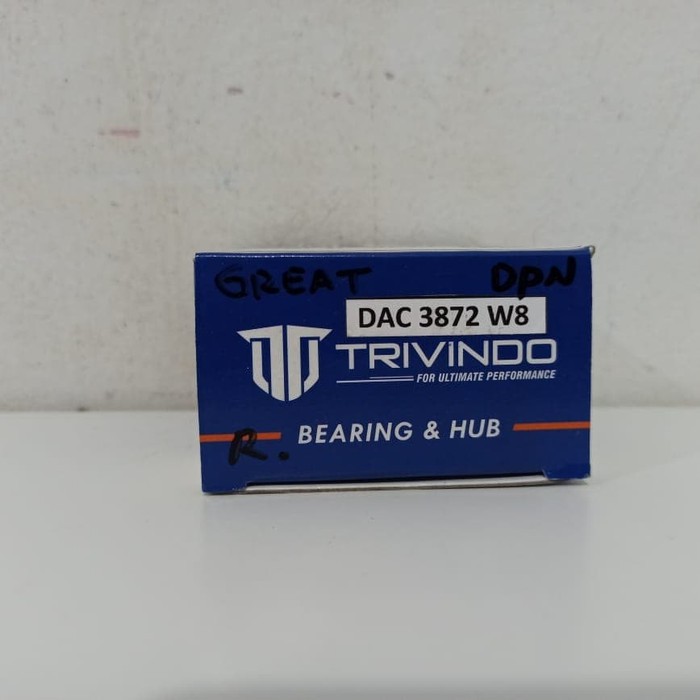 GREAT DPN
DAC 3872 W8
TRIVINDO
FOR ULTIMATE PERFORMANCE
R. BEARING & HUB